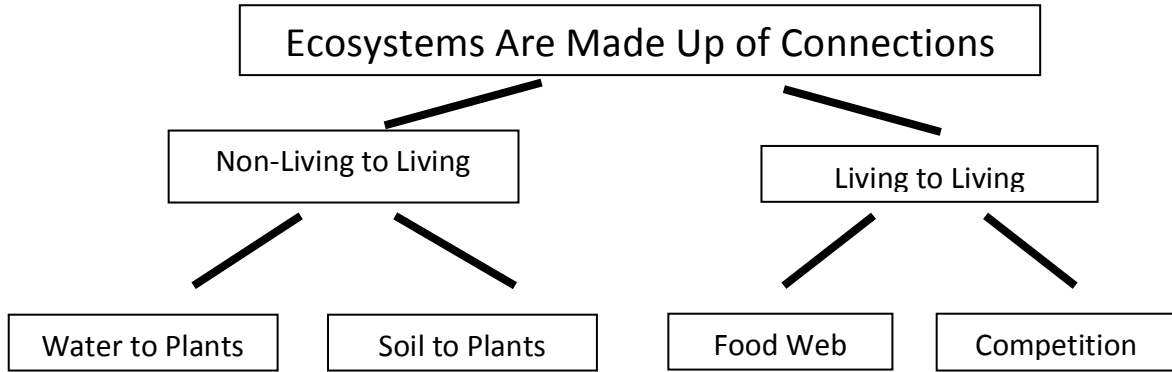 Ecosystems Are Made Up of Connections
Non-Living to Living
Living to Living
Water to Plants
Soil to Plants
Food Web
Competition